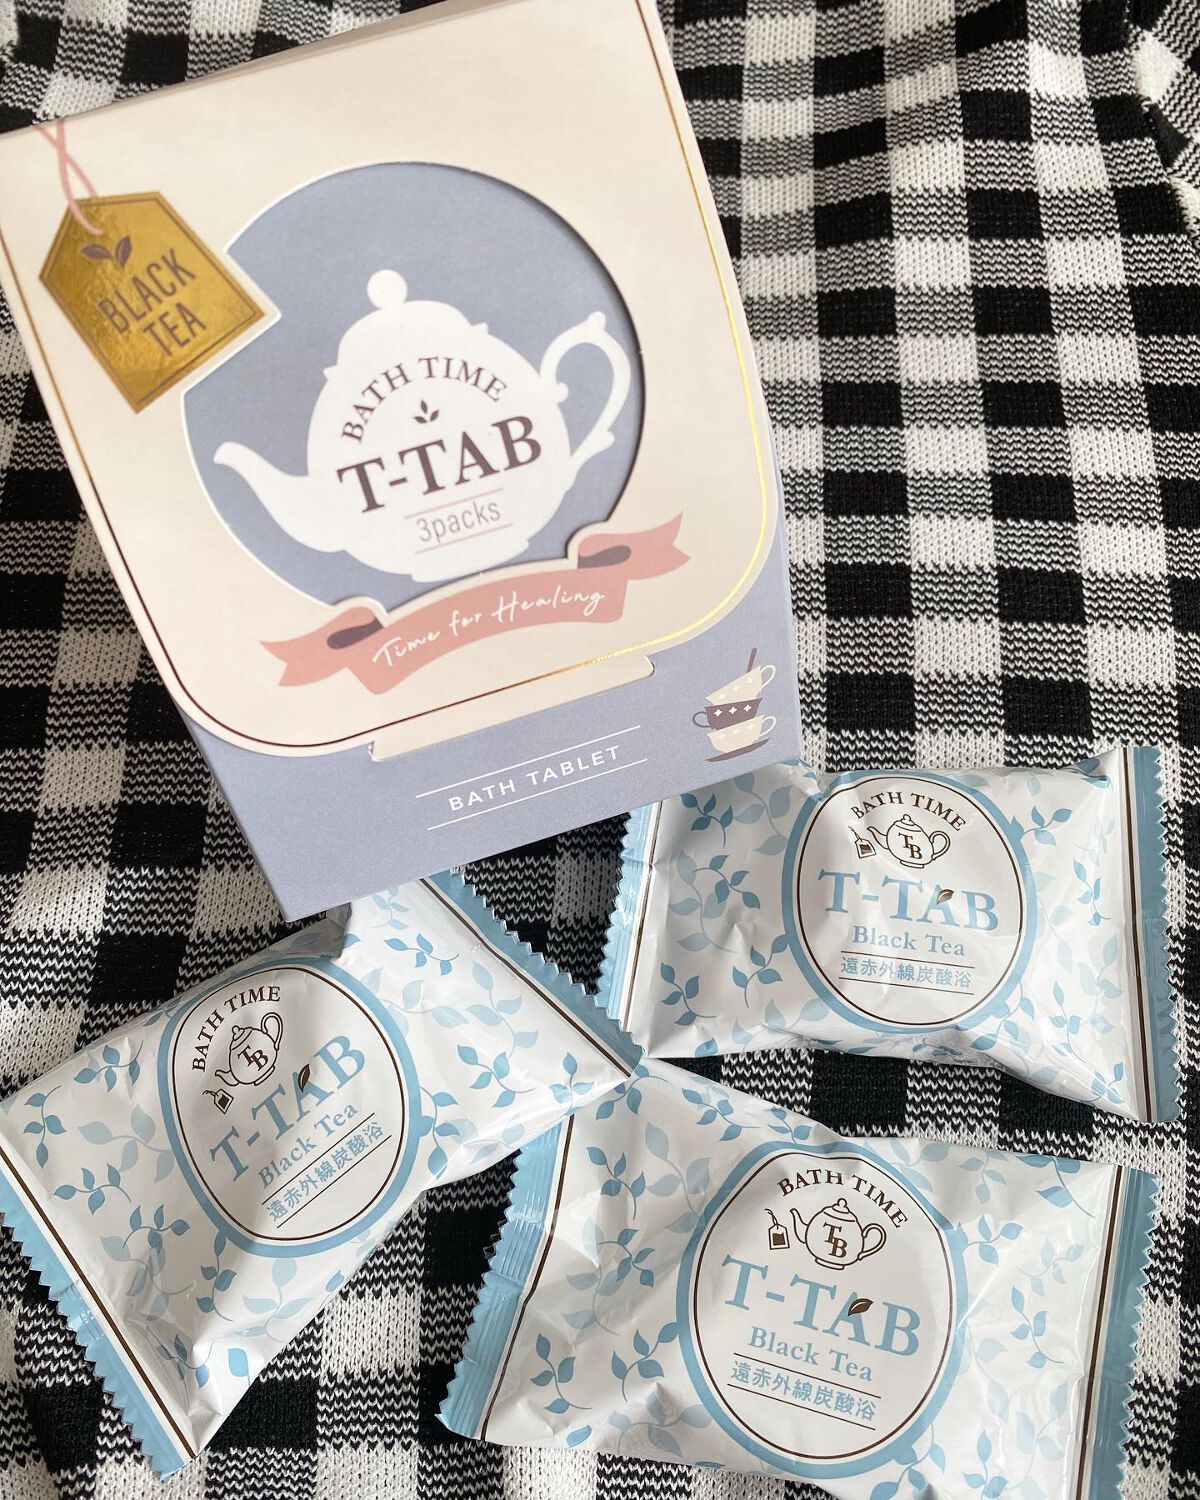 BLACK
TEA
BATH TIME
T-TAB
3packs
Time for Healing
BATH TABLET
BATH TIME
TB
T-TAB
Black Tea
遠赤外線炭酸浴
BATH TIME
TB
T-TAB
Black Tea
遠赤外線炭酸浴
BATH TIME
TB
T-TAB
Black Tea
遠赤外線炭酸浴